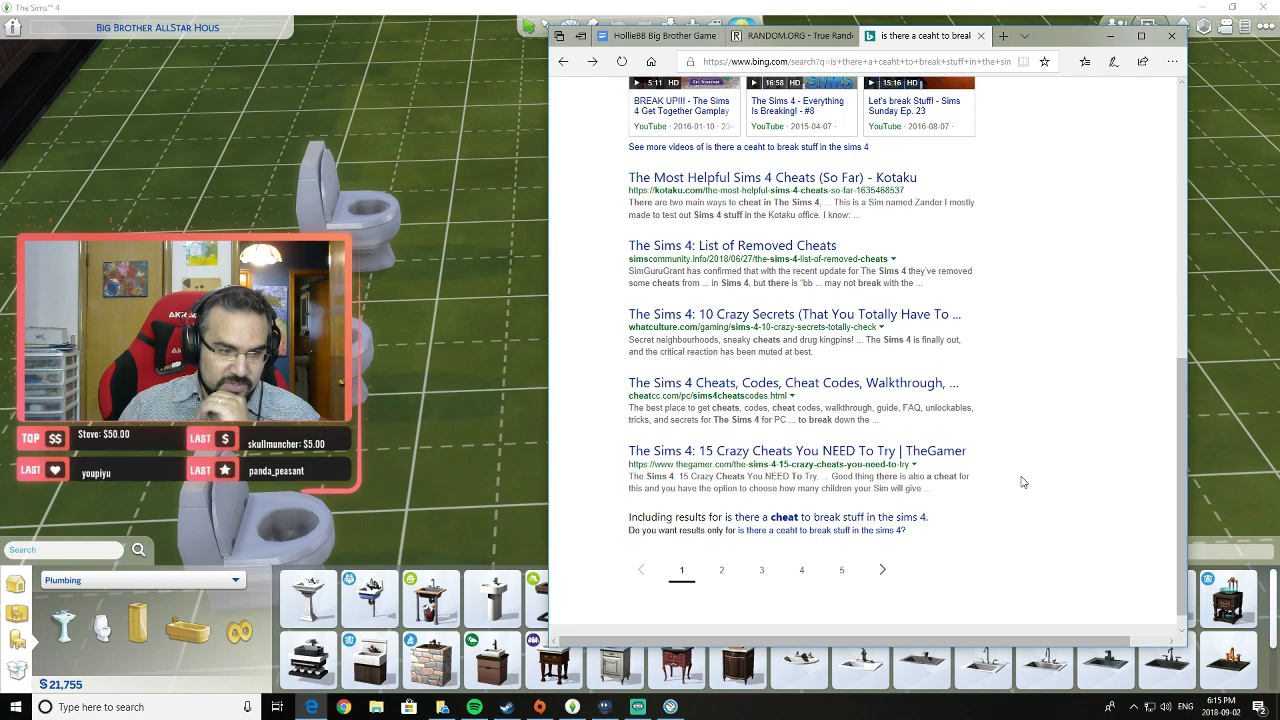 The Sims™ 4
BIG BROTHER ALLSTAR HOUS
HollieBB Big Brother Game
RANDOM.ORG - True Rand
is there a ceaht to break
https://www.bing.com/search?q=is+there+a+ceaht+to+break+stuff+in+the+sin
5:11 HD
16:58 HD
15:16 HD
BREAK UP!!! - The Sims
4 Get Together Gamplay
YouTube · 2016-01-10 · 23
The Sims 4 - Everything
Is Breaking! - #8
YouTube · 2015-04-07 ·
Let's break Stuff! - Sims
Sunday Ep. 23
YouTube · 2016-08-07 ·
See more videos of is there a ceaht to break stuff in the sims 4
The Most Helpful Sims 4 Cheats (So Far) - Kotaku
https://kotaku.com/the-most-helpful-sims-4-cheats-so-far-1635468537
There are two main ways to cheat in The Sims 4, ... This is a Sim named Zander I mostly
made to test out Sims 4 stuff in the Kotaku office. I know: ...
The Sims 4: List of Removed Cheats
simscommunity.info/2018/06/27/the-sims-4-list-of-removed-cheats
SimGuruGrant has confirmed that with the recent update for The Sims 4 they've removed
some cheats from ... in Sims 4, but there is "bb ... may not break with the ...
The Sims 4: 10 Crazy Secrets (That You Totally Have To ...
whatculture.com/gaming/sims-4-10-crazy-secrets-totally-check
Secret neighbourhoods, sneaky cheats and drug kingpins! ... The Sims 4 is finally out,
and the critical reaction has been muted at best.
The Sims 4 Cheats, Codes, Cheat Codes, Walkthrough, ...
cheatcc.com/pc/sims4cheatscodes.html
The best place to get cheats, codes, cheat codes, walkthrough, guide, FAQ, unlockables,
tricks, and secrets for The Sims 4 for PC ... to break down the ...
The Sims 4: 15 Crazy Cheats You NEED To Try | TheGamer
https://www.thegamer.com/the-sims-4-15-crazy-cheats-you-need-to-try
The Sims 4: 15 Crazy Cheats You NEED To Try. ... Good thing there is also a cheat for
this and you have the option to choose how many children your Sim will give ...
Including results for is there a cheat to break stuff in the sims 4.
Do you want results only for is there a ceaht to break stuff in the sims 4?
1 2 3 4 5
AKRACING
TOP $$ Steve: $50.00
LAST $ skullmuncher: $5.00
LAST youpiyu
LAST panda_peasant
Search
Plumbing
§ 21,755
Type here to search
ENG
6:15 PM
2018-09-02
2